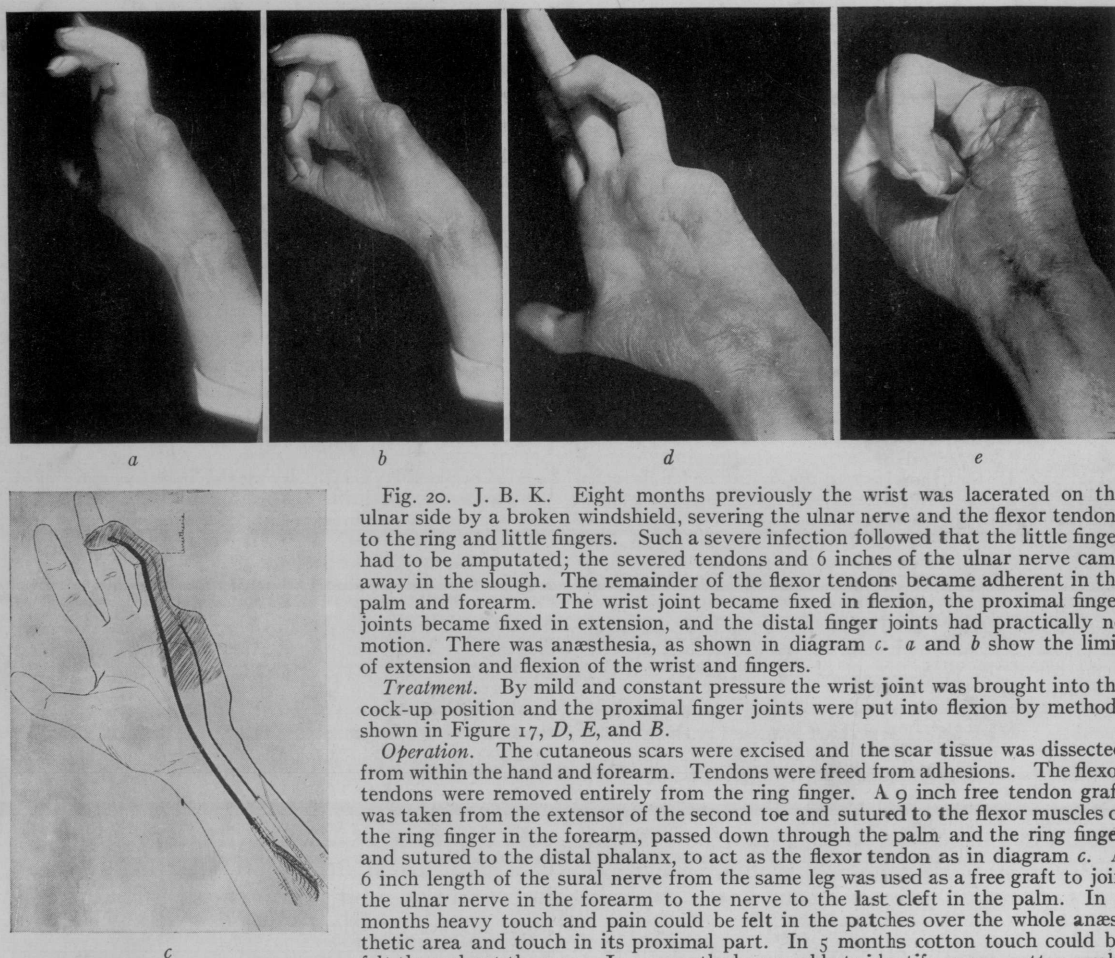 a b d e
Fig. 20. J. B. K. Eight months previously the wrist was lacerated on th
ulnar side by a broken windshield, severing the ulnar nerve and the flexor tendon
to the ring and little fingers. Such a severe infection followed that the little finge
had to be amputated; the severed tendons and 6 inches of the ulnar nerve cam
away in the slough. The remainder of the flexor tendons became adherent in th
palm and forearm. The wrist joint became fixed in flexion, the proximal finge
joints became fixed in extension, and the distal finger joints had practically n
motion. There was anæsthesia, as shown in diagram c. a and b show the limi
of extension and flexion of the wrist and fingers.
Treatment. By mild and constant pressure the wrist joint was brought into th
cock-up position and the proximal finger joints were put into flexion by method
shown in Figure 17, D, E, and B.
Operation. The cutaneous scars were excised and the scar tissue was dissecte
from within the hand and forearm. Tendons were freed from adhesions. The flexo
tendons were removed entirely from the ring finger. A 9 inch free tendon graf
was taken from the extensor of the second toe and sutured to the flexor muscles o
the ring finger in the forearm, passed down through the palm and the ring finge
and sutured to the distal phalanx, to act as the flexor tendon as in diagram c.
6 inch length of the sural nerve from the same leg was used as a free graft to joi
the ulnar nerve in the forearm to the nerve to the last cleft in the palm. In
months heavy touch and pain could be felt in the patches over the whole anæs
thetic area and touch in its proximal part. In 5 months cotton touch could b
c